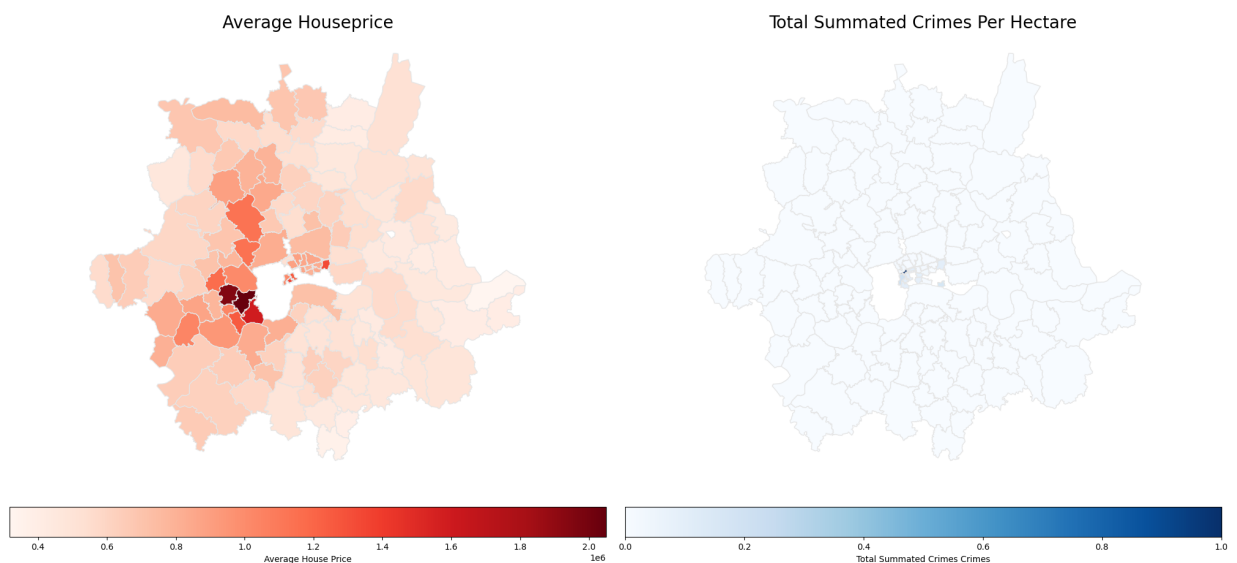 Average Houseprice
Total Summated Crimes Per Hectare
0.4 0.6 0.8 1.0 1.2 1.4 1.6 1.8 2.0
Average House Price
1e6
0.0 0.2 0.4 0.6 0.8 1.0
Total Summated Crimes Crimes